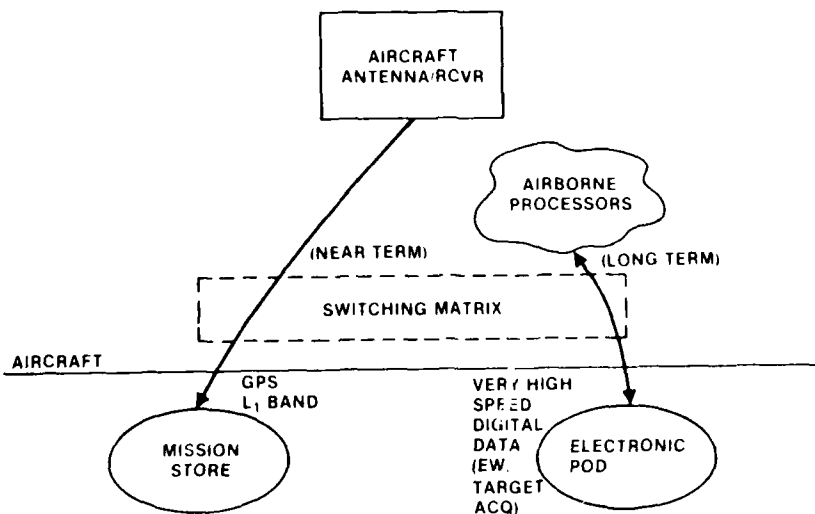 AIRCRAFT
ANTENNA/RCVR
AIRBORNE
PROCESSORS
(NEAR TERM)
(LONG TERM)
SWITCHING MATRIX
AIRCRAFT
GPS
L₁ BAND
VERY HIGH
SPEED
DIGITAL
DATA
(EW,
TARGET
ACQ)
MISSION
STORE
ELECTRONIC
POD